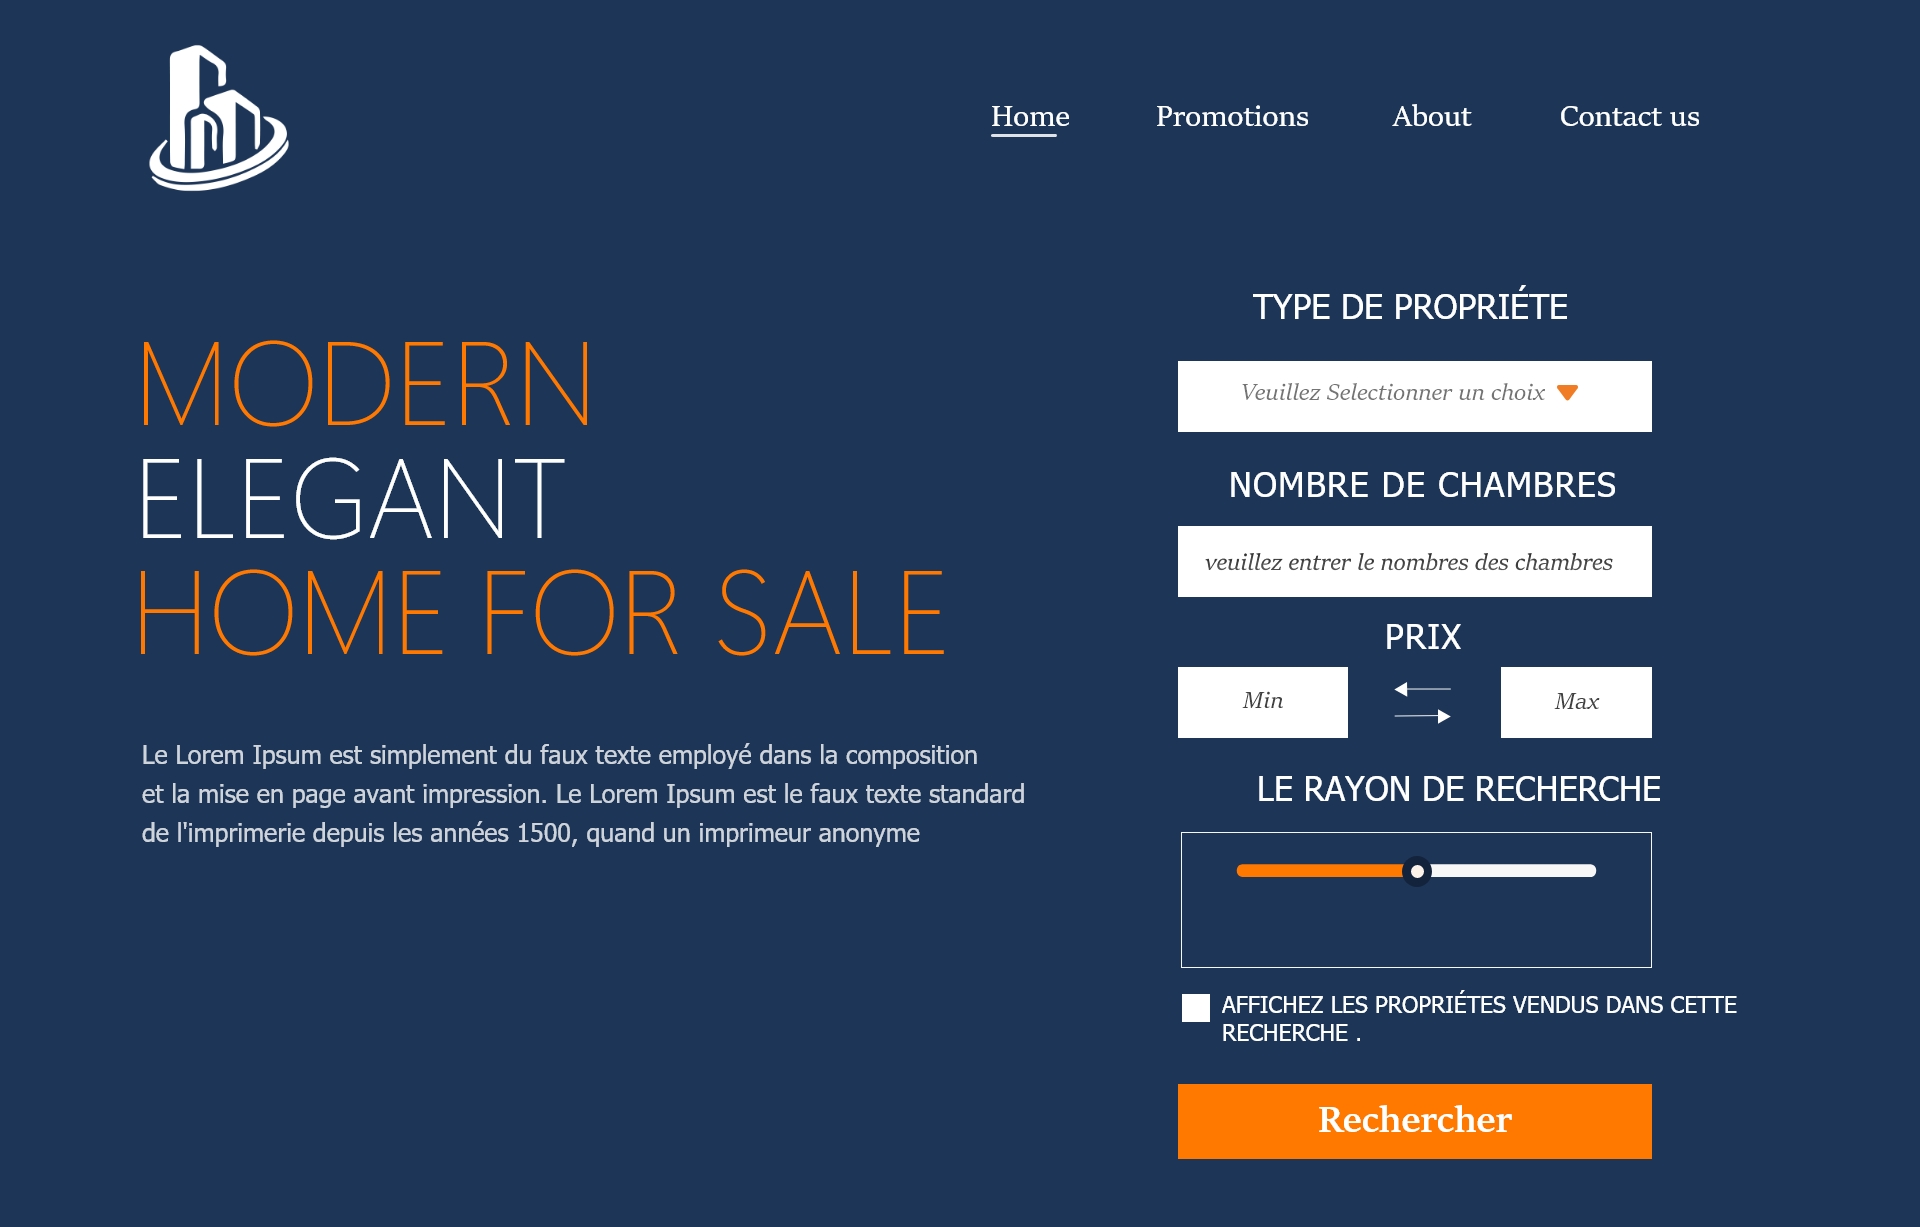 Home Promotions About Contact us
MODERN
ELEGANT
HOME FOR SALE
Le Lorem Ipsum est simplement du faux texte employé dans la composition
et la mise en page avant impression. Le Lorem Ipsum est le faux texte standard
de l'imprimerie depuis les années 1500, quand un imprimeur anonyme
TYPE DE PROPRIÉTE
Veuillez Selectionner un choix
NOMBRE DE CHAMBRES
veuillez entrer le nombres des chambres
PRIX
Min Max
LE RAYON DE RECHERCHE
AFFICHEZ LES PROPRIÉTES VENDUS DANS CETTE
RECHERCHE .
Rechercher